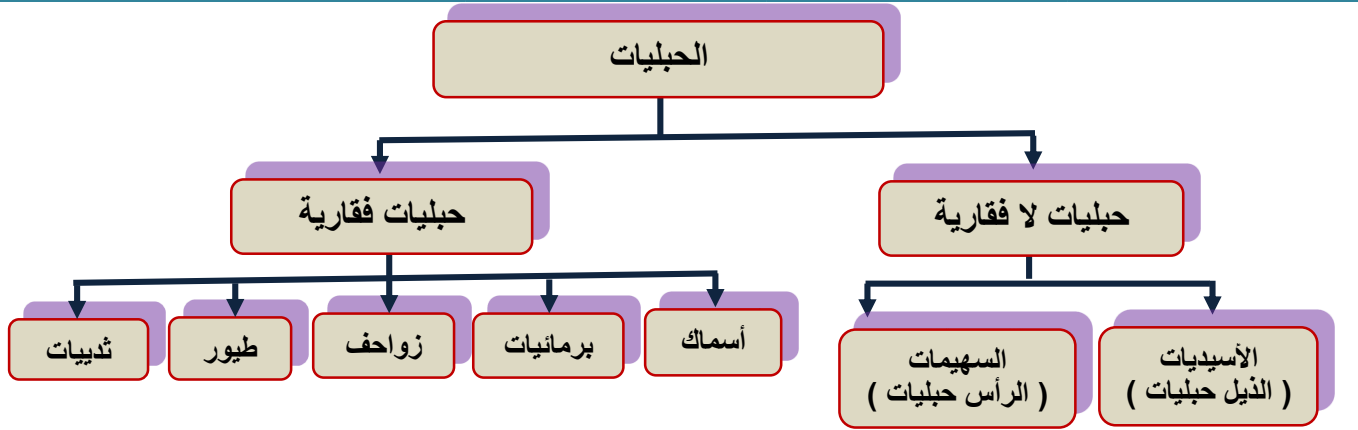 الحبليات
حبليات لا فقارية
حبليات فقارية
الأسيديات
( الذيل حبليات )
السهيمات
( الرأس حبليات )
أسماك
برمائيات
زواحف
طيور
ثدييات